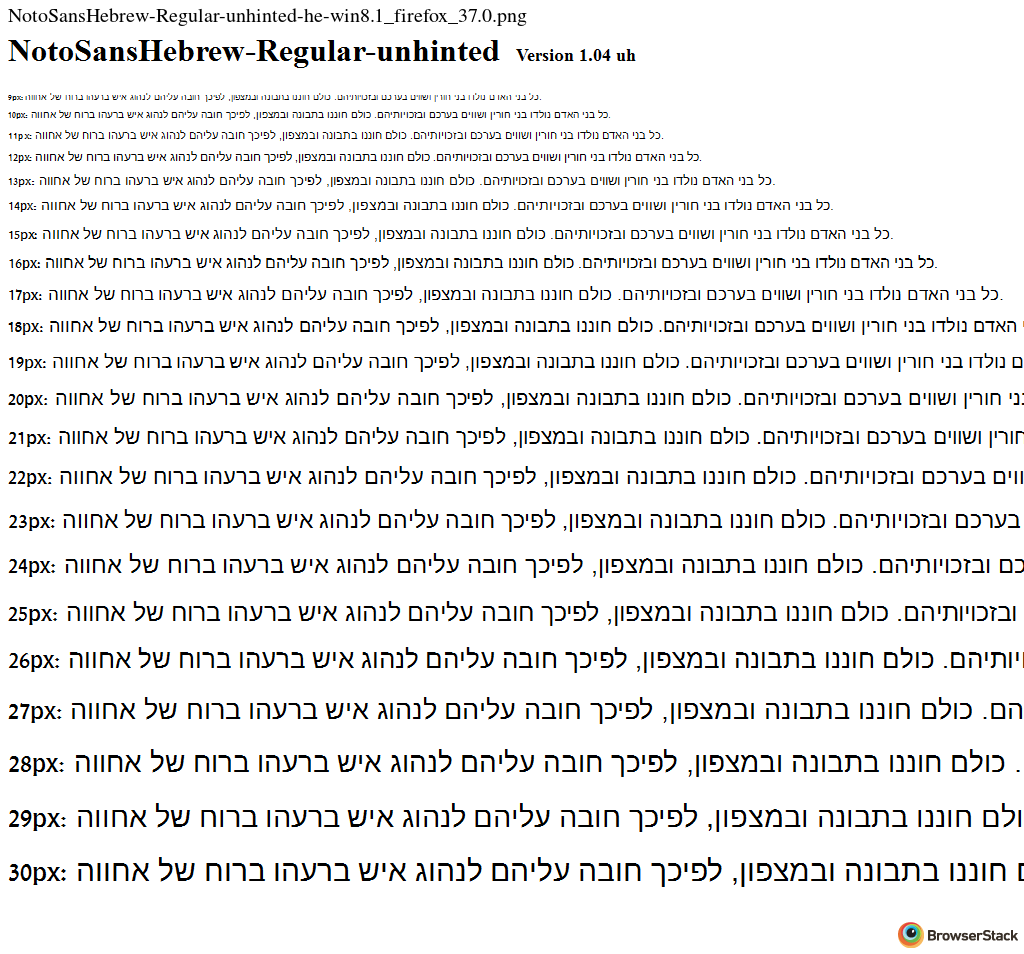 NotoSansHebrew-Regular-unhinted-he-win8.1_firefox_37.0.png
NotoSansHebrew-Regular-unhinted Version 1.04 uh
9px: כל בני האדם נולדו בני חורין ושווים בערכם ובזכויותיהם. כולם חוננו בתבונה ובמצפון, לפיכך חובה עליהם לנהוג איש ברעהו ברוח של אחווה.
10px: כל בני האדם נולדו בני חורין ושווים בערכם ובזכויותיהם. כולם חוננו בתבונה ובמצפון, לפיכך חובה עליהם לנהוג איש ברעהו ברוח של אחווה.
11px: כל בני האדם נולדו בני חורין ושווים בערכם ובזכויותיהם. כולם חוננו בתבונה ובמצפון, לפיכך חובה עליהם לנהוג איש ברעהו ברוח של אחווה.
12px: כל בני האדם נולדו בני חורין ושווים בערכם ובזכויותיהם. כולם חוננו בתבונה ובמצפון, לפיכך חובה עליהם לנהוג איש ברעהו ברוח של אחווה.
13px: כל בני האדם נולדו בני חורין ושווים בערכם ובזכויותיהם. כולם חוננו בתבונה ובמצפון, לפיכך חובה עליהם לנהוג איש ברעהו ברוח של אחווה.
14px: כל בני האדם נולדו בני חורין ושווים בערכם ובזכויותיהם. כולם חוננו בתבונה ובמצפון, לפיכך חובה עליהם לנהוג איש ברעהו ברוח של אחווה.
15px: כל בני האדם נולדו בני חורין ושווים בערכם ובזכויותיהם. כולם חוננו בתבונה ובמצפון, לפיכך חובה עליהם לנהוג איש ברעהו ברוח של אחווה.
16px: כל בני האדם נולדו בני חורין ושווים בערכם ובזכויותיהם. כולם חוננו בתבונה ובמצפון, לפיכך חובה עליהם לנהוג איש ברעהו ברוח של אחווה.
17px: כל בני האדם נולדו בני חורין ושווים בערכם ובזכויותיהם. כולם חוננו בתבונה ובמצפון, לפיכך חובה עליהם לנהוג איש ברעהו ברוח של אחווה.
18px: האדם נולדו בני חורין ושווים בערכם ובזכויותיהם. כולם חוננו בתבונה ובמצפון, לפיכך חובה עליהם לנהוג איש ברעהו ברוח של אחווה
19px: נולדו בני חורין ושווים בערכם ובזכויותיהם. כולם חוננו בתבונה ובמצפון, לפיכך חובה עליהם לנהוג איש ברעהו ברוח של אחווה
20px: חורין ושווים בערכם ובזכויותיהם. כולם חוננו בתבונה ובמצפון, לפיכך חובה עליהם לנהוג איש ברעהו ברוח של אחווה
21px: ושווים בערכם ובזכויותיהם. כולם חוננו בתבונה ובמצפון, לפיכך חובה עליהם לנהוג איש ברעהו ברוח של אחווה
22px: בערכם ובזכויותיהם. כולם חוננו בתבונה ובמצפון, לפיכך חובה עליהם לנהוג איש ברעהו ברוח של אחווה
23px: בערכם ובזכויותיהם. כולם חוננו בתבונה ובמצפון, לפיכך חובה עליהם לנהוג איש ברעהו ברוח של אחווה
24px: ובזכויותיהם. כולם חוננו בתבונה ובמצפון, לפיכך חובה עליהם לנהוג איש ברעהו ברוח של אחווה
25px: ובזכויותיהם. כולם חוננו בתבונה ובמצפון, לפיכך חובה עליהם לנהוג איש ברעהו ברוח של אחווה
26px: . כולם חוננו בתבונה ובמצפון, לפיכך חובה עליהם לנהוג איש ברעהו ברוח של אחווה
27px: . כולם חוננו בתבונה ובמצפון, לפיכך חובה עליהם לנהוג איש ברעהו ברוח של אחווה
28px: . כולם חוננו בתבונה ובמצפון, לפיכך חובה עליהם לנהוג איש ברעהו ברוח של אחווה
29px: חוננו בתבונה ובמצפון, לפיכך חובה עליהם לנהוג איש ברעהו ברוח של אחווה
30px: חוננו בתבונה ובמצפון, לפיכך חובה עליהם לנהוג איש ברעהו ברוח של אחווה
BrowserStack